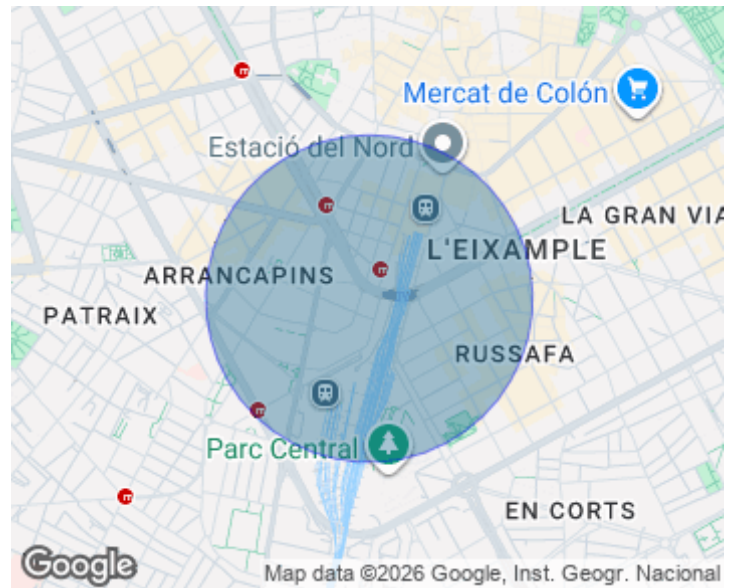 Mercat de Colón
Estació del Nord
LA GRAN VIA
L'EIXAMPLE
ARRANCAPINS
PATRAIX
RUSSAFA
Parc Central
EN CORTS
Google
Map data ©2026 Google, Inst. Geogr. Nacional